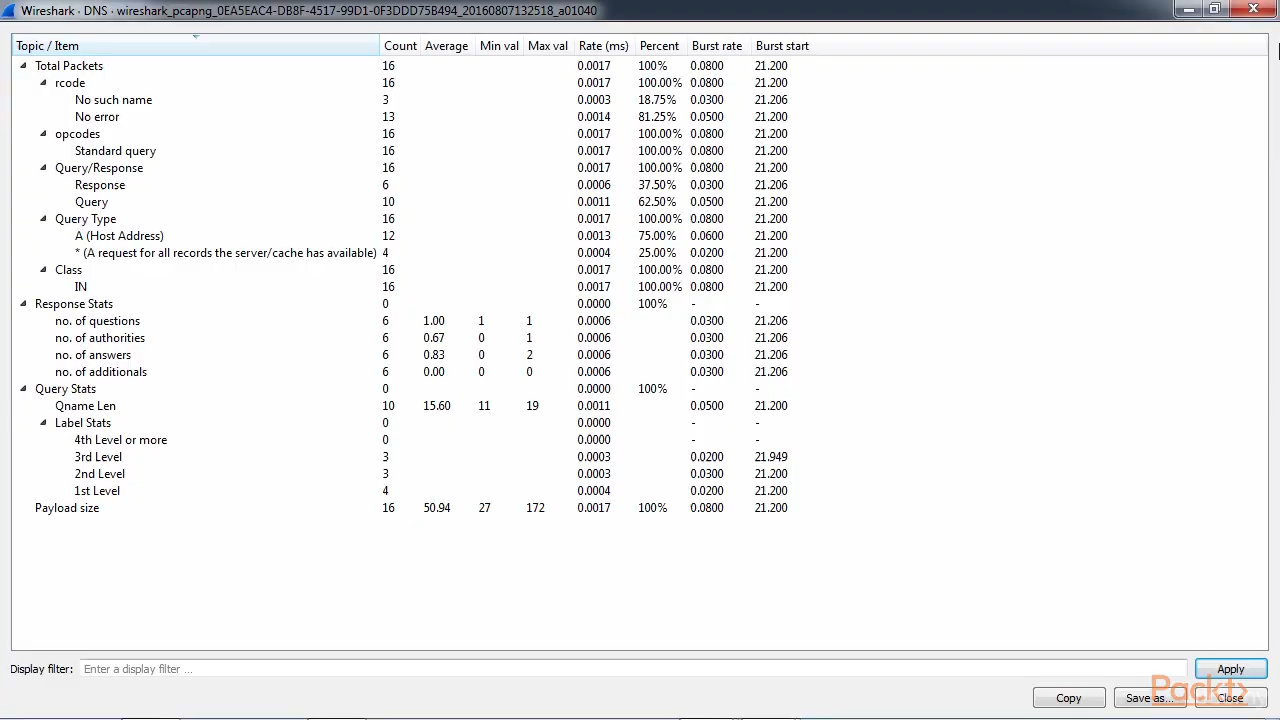 Wireshark · DNS · wireshark_pcapng_0EA5EAC4-DB8F-4517-99D1-0F3DDD75B494_20160807132518_a01040
Topic / Item Count Average Min val Max val Rate (ms) Percent Burst rate Burst start
Total Packets 16 0.0017 100% 0.0800 21.200
rcode 16 0.0017 100.00% 0.0800 21.200
No such name 3 0.0003 18.75% 0.0300 21.206
No error 13 0.0014 81.25% 0.0500 21.200
opcodes 16 0.0017 100.00% 0.0800 21.200
Standard query 16 0.0017 100.00% 0.0800 21.200
Query/Response 16 0.0017 100.00% 0.0800 21.200
Response 6 0.0006 37.50% 0.0300 21.206
Query 10 0.0011 62.50% 0.0500 21.200
Query Type 16 0.0017 100.00% 0.0800 21.200
A (Host Address) 12 0.0013 75.00% 0.0600 21.200
* (A request for all records the server/cache has available) 4 0.0004 25.00% 0.0200 21.200
Class 16 0.0017 100.00% 0.0800 21.200
IN 16 0.0017 100.00% 0.0800 21.200
Response Stats 0 0.0000 100% - -
no. of questions 6 1.00 1 1 0.0006 0.0300 21.206
no. of authorities 6 0.67 0 1 0.0006 0.0300 21.206
no. of answers 6 0.83 0 2 0.0006 0.0300 21.206
no. of additionals 6 0.00 0 0 0.0006 0.0300 21.206
Query Stats 0 0.0000 100% - -
Qname Len 10 15.60 11 19 0.0011 0.0500 21.200
Label Stats 0 0.0000 - -
4th Level or more 0 0.0000 - -
3rd Level 3 0.0003 0.0200 21.949
2nd Level 3 0.0003 0.0300 21.200
1st Level 4 0.0004 0.0200 21.200
Payload size 16 50.94 27 172 0.0017 100% 0.0800 21.200
Display filter: Enter a display filter ... Apply
Copy Save as... Close
Packt>